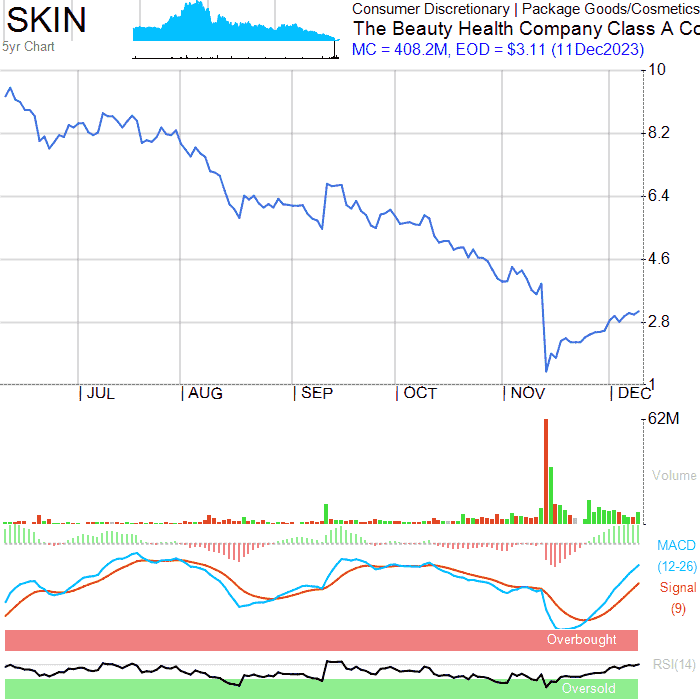 SKIN
5yr Chart
Consumer Discretionary | Package Goods/Cosmetics
The Beauty Health Company Class A Co
MC = 408.2M, EOD = $3.11 (11Dec2023)
10
8.2
6.4
4.6
2.8
1
| JUL | AUG | SEP | OCT | NOV | DEC
62M
Volume
MACD
(12-26)
Signal
(9)
Overbought
RSI(14)
Oversold